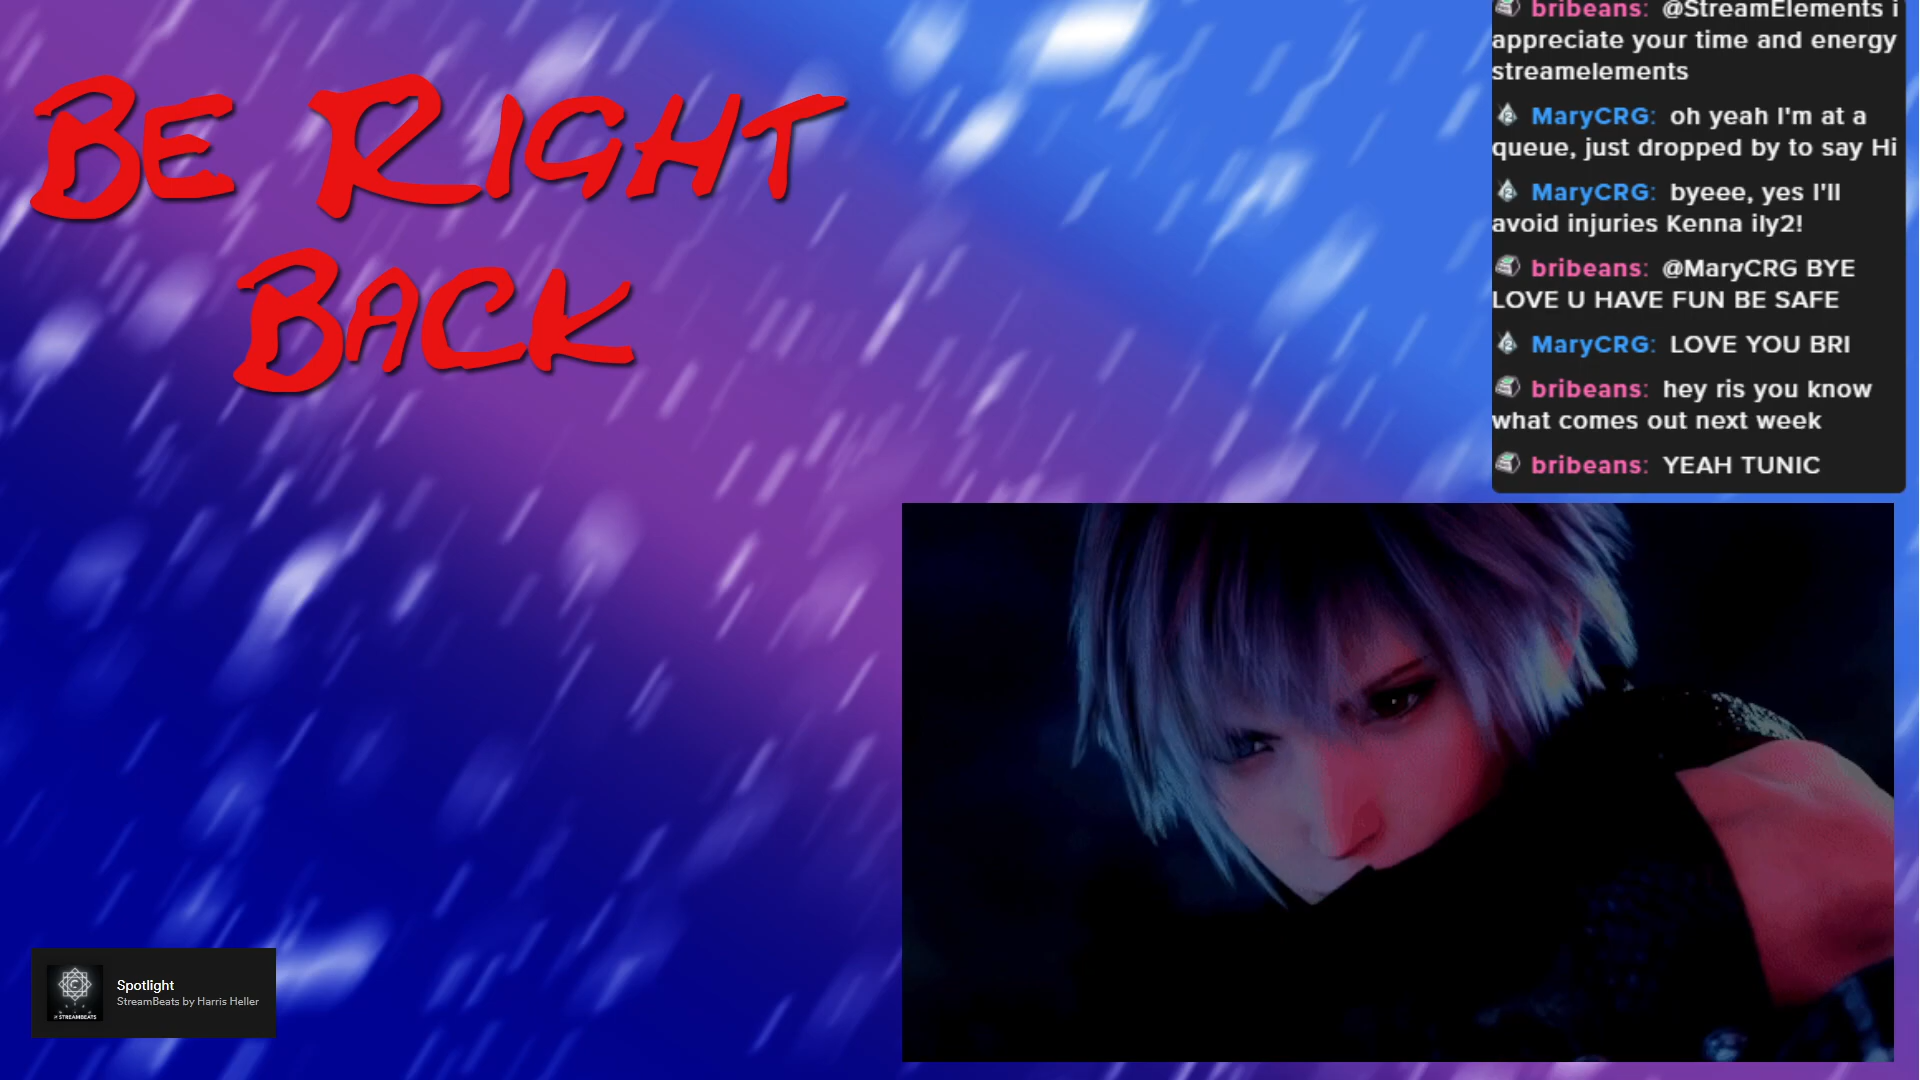 BE RIGHT
BACK
bribeans: @StreamElements i
appreciate your time and energy
streamelements
MaryCRG: oh yeah I'm at a
queue, just dropped by to say Hi
MaryCRG: byeee, yes I'll
avoid injuries Kenna ily2!
bribeans: @MaryCRG BYE
LOVE U HAVE FUN BE SAFE
MaryCRG: LOVE YOU BRI
bribeans: hey ris you know
what comes out next week
bribeans: YEAH TUNIC
Spotlight
StreamBeats by Harris Heller
STREAMBEATS